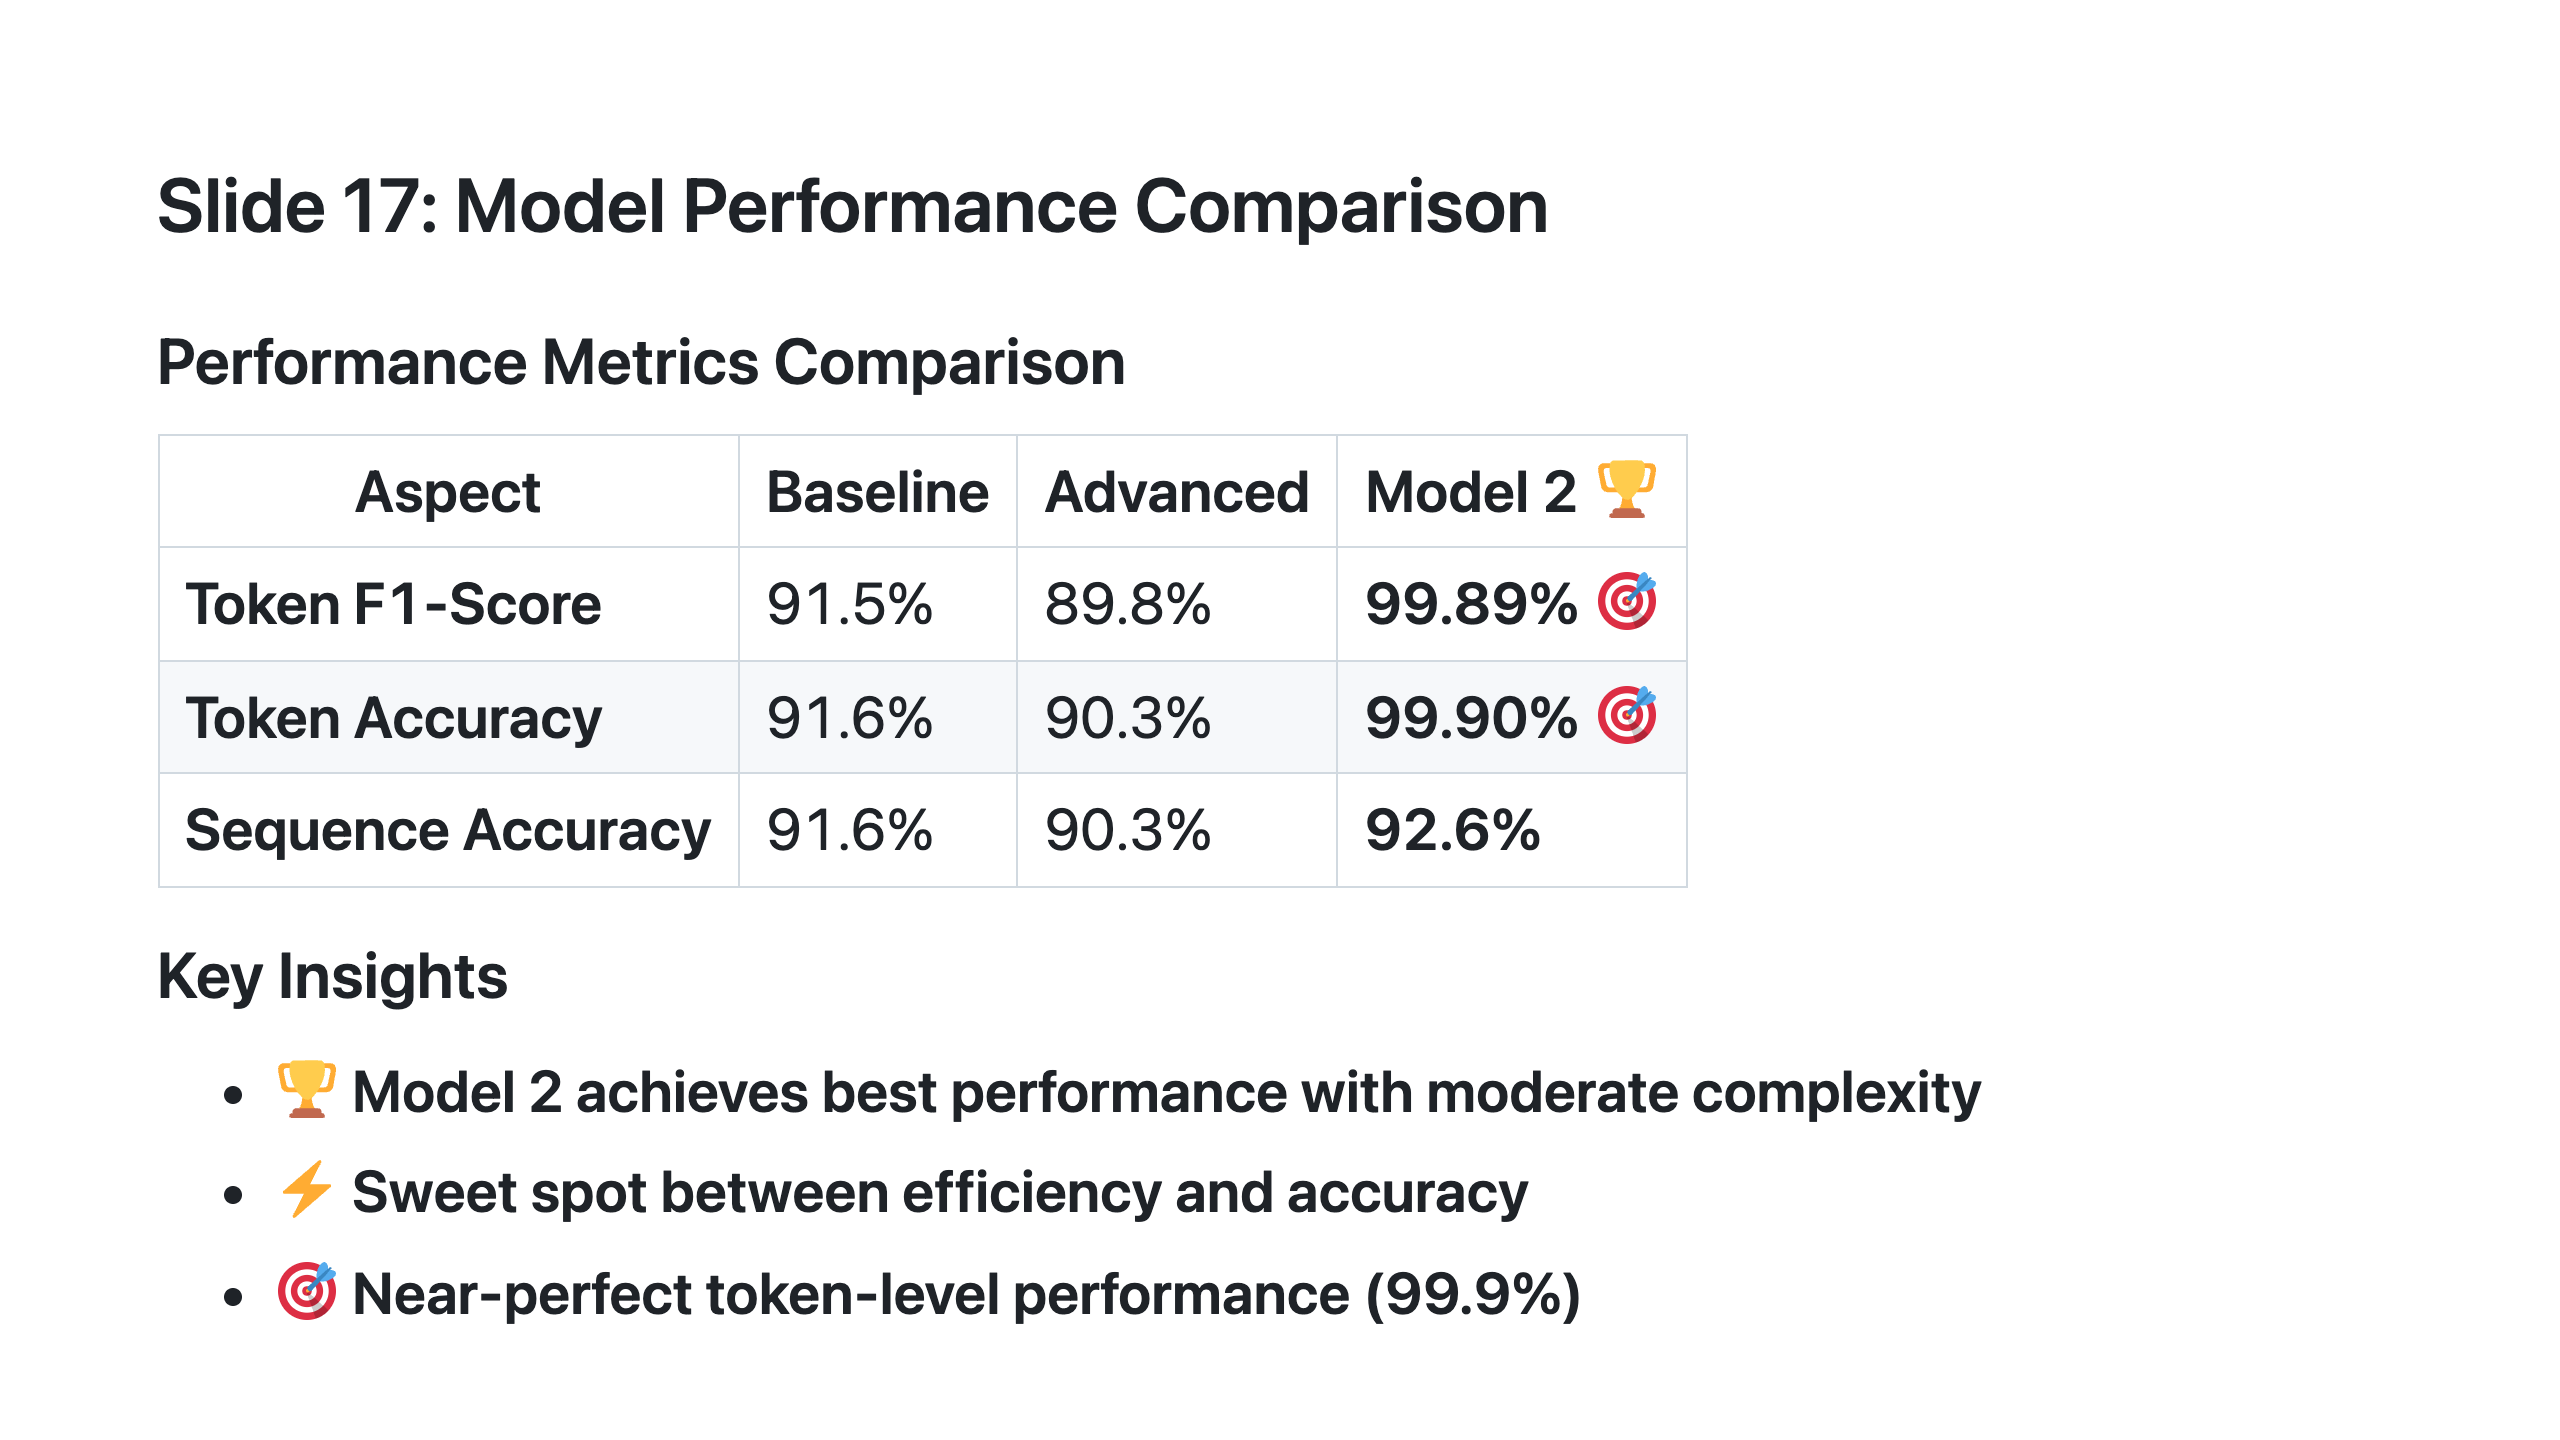 Slide 17: Model Performance Comparison
Performance Metrics Comparison
Aspect Baseline Advanced Model 2 🏆
Token F1-Score 91.5% 89.8% 99.89% 🎯
Token Accuracy 91.6% 90.3% 99.90% 🎯
Sequence Accuracy 91.6% 90.3% 92.6%
Key Insights
• 🏆 Model 2 achieves best performance with moderate complexity
• ⚡ Sweet spot between efficiency and accuracy
• 🎯 Near-perfect token-level performance (99.9%)